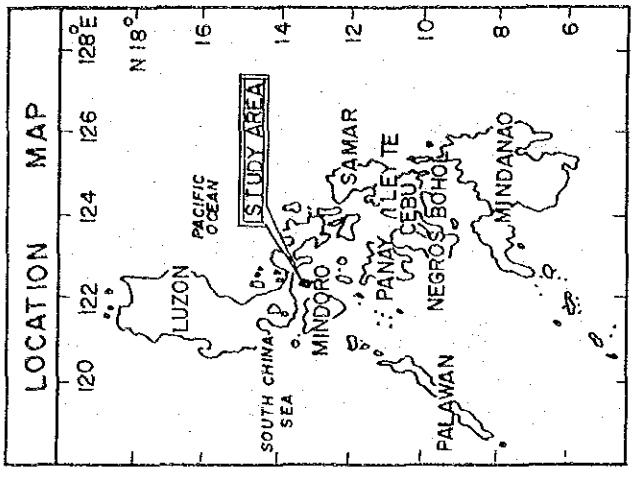 LOCATION MAP
120 122 124 126 128°E
N 18°
16
14
12
10
8
6
PACIFIC
OCEAN
LUZON
STUDY AREA
SOUTH CHINA
SEA
MINDORO
SAMAR
PANAY
LEYTE
CEBU
NEGROS
BOHOL
PALAWAN
MINDANAO